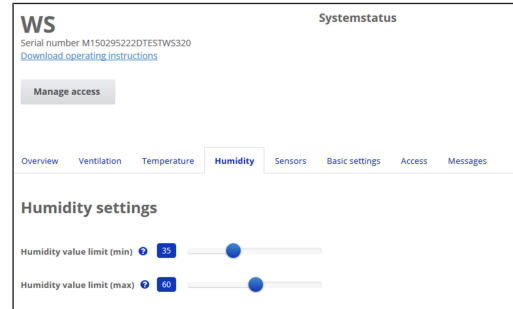 WS
Systemstatus
Serial number M150295222DTESTWS320
Download operating instructions
Manage access
Overview Ventilation Temperature Humidity Sensors Basic settings Access Messages
Humidity settings
Humidity value limit (min) ? 35
Humidity value limit (max) ? 60